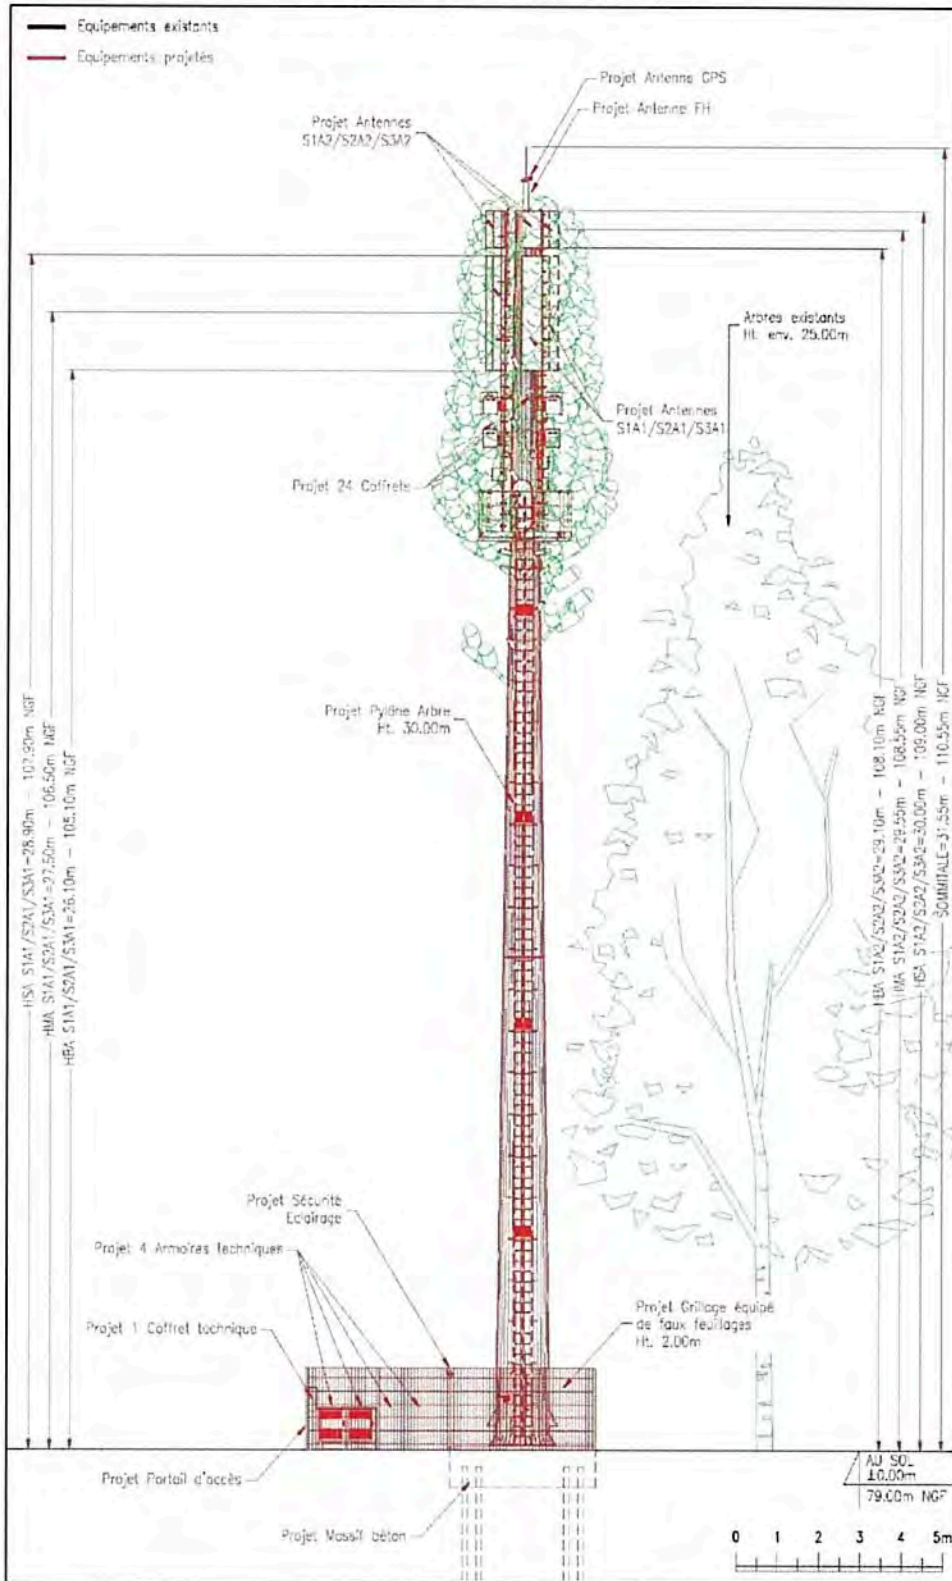 Equipements existants
Equipements projetés
Projet Antenne GPS
Projet Antenne FH
Projet Antennes
S1A2/S2A2/S3A2
Arbres existants
Ht. env. 25.00m
Projet Antennes
S1A1/S2A1/S3A1
Projet 24 Coffrets
Projet Pylône Arbre
Ht. 30.00m
HSA S1A1/S2A1/S3A1=28.90m - 107.90m NGF
HMA S1A1/S2A1/S3A1=27.50m - 106.50m NGF
HBA S1A1/S2A1/S3A1=26.10m - 105.10m NGF
HBA S1A2/S2A2/S3A2=29.10m - 108.10m NGF
HMA S1A2/S2A2/S3A2=29.55m - 108.55m NGF
HSA S1A2/S2A2/S3A2=30.00m - 109.00m NGF
SOMMITALE=31.55m - 110.55m NGF
Projet Sécurité
Eclairage
Projet 4 Armoires techniques
Projet 1 Coffret technique
Projet Grillage équipé
de faux feuillages
Ht. 2.00m
Projet Portail d'accès
Projet Massif béton
AU SOL
±0.00m
79.00m NGF
0 1 2 3 4 5m